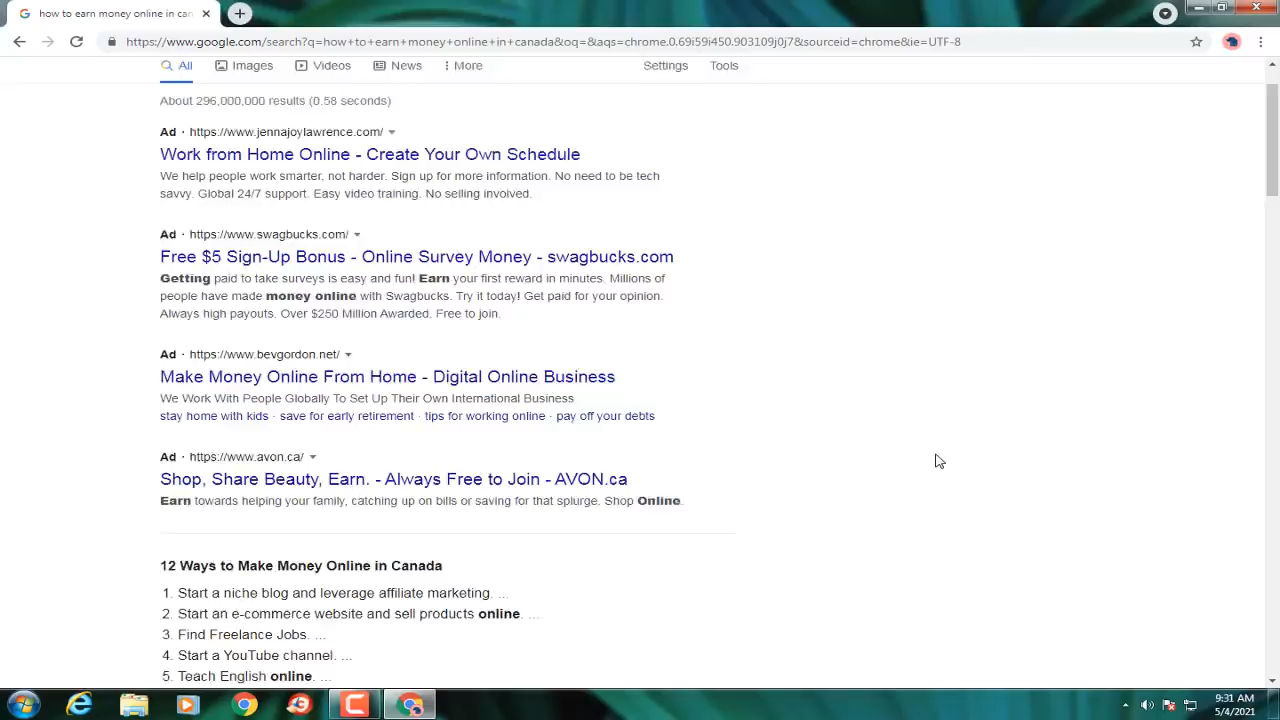 how to earn money online in can
https://www.google.com/search?q=how+to+earn+money+online+in+canada&oq=&aqs=chrome.0.69i59i450.903109j0j7&sourceid=chrome&ie=UTF-8
All Images Videos News More Settings Tools
About 296,000,000 results (0.58 seconds)
Ad · https://www.jennajoylawrence.com/
Work from Home Online - Create Your Own Schedule
We help people work smarter, not harder. Sign up for more information. No need to be tech
savvy. Global 24/7 support. Easy video training. No selling involved.
Ad · https://www.swagbucks.com/
Free $5 Sign-Up Bonus - Online Survey Money - swagbucks.com
Getting paid to take surveys is easy and fun! Earn your first reward in minutes. Millions of
people have made money online with Swagbucks. Try it today! Get paid for your opinion.
Always high payouts. Over $250 Million Awarded. Free to join.
Ad · https://www.bevgordon.net/
Make Money Online From Home - Digital Online Business
We Work With People Globally To Set Up Their Own International Business
stay home with kids · save for early retirement · tips for working online · pay off your debts
Ad · https://www.avon.ca/
Shop, Share Beauty, Earn. - Always Free to Join - AVON.ca
Earn towards helping your family, catching up on bills or saving for that splurge. Shop Online.
12 Ways to Make Money Online in Canada
1. Start a niche blog and leverage affiliate marketing. ...
2. Start an e-commerce website and sell products online. ...
3. Find Freelance Jobs. ...
4. Start a YouTube channel. ...
5. Teach English online. ...
9:31 AM
5/4/2021